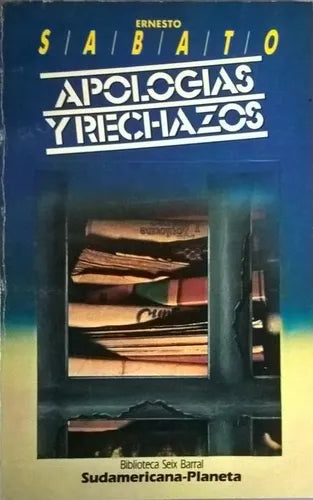 ERNESTO
S/A/B/A/T/O
APOLOGIAS
Y RECHAZOS
Biblioteca Seix Barral
Sudamericana-Planeta